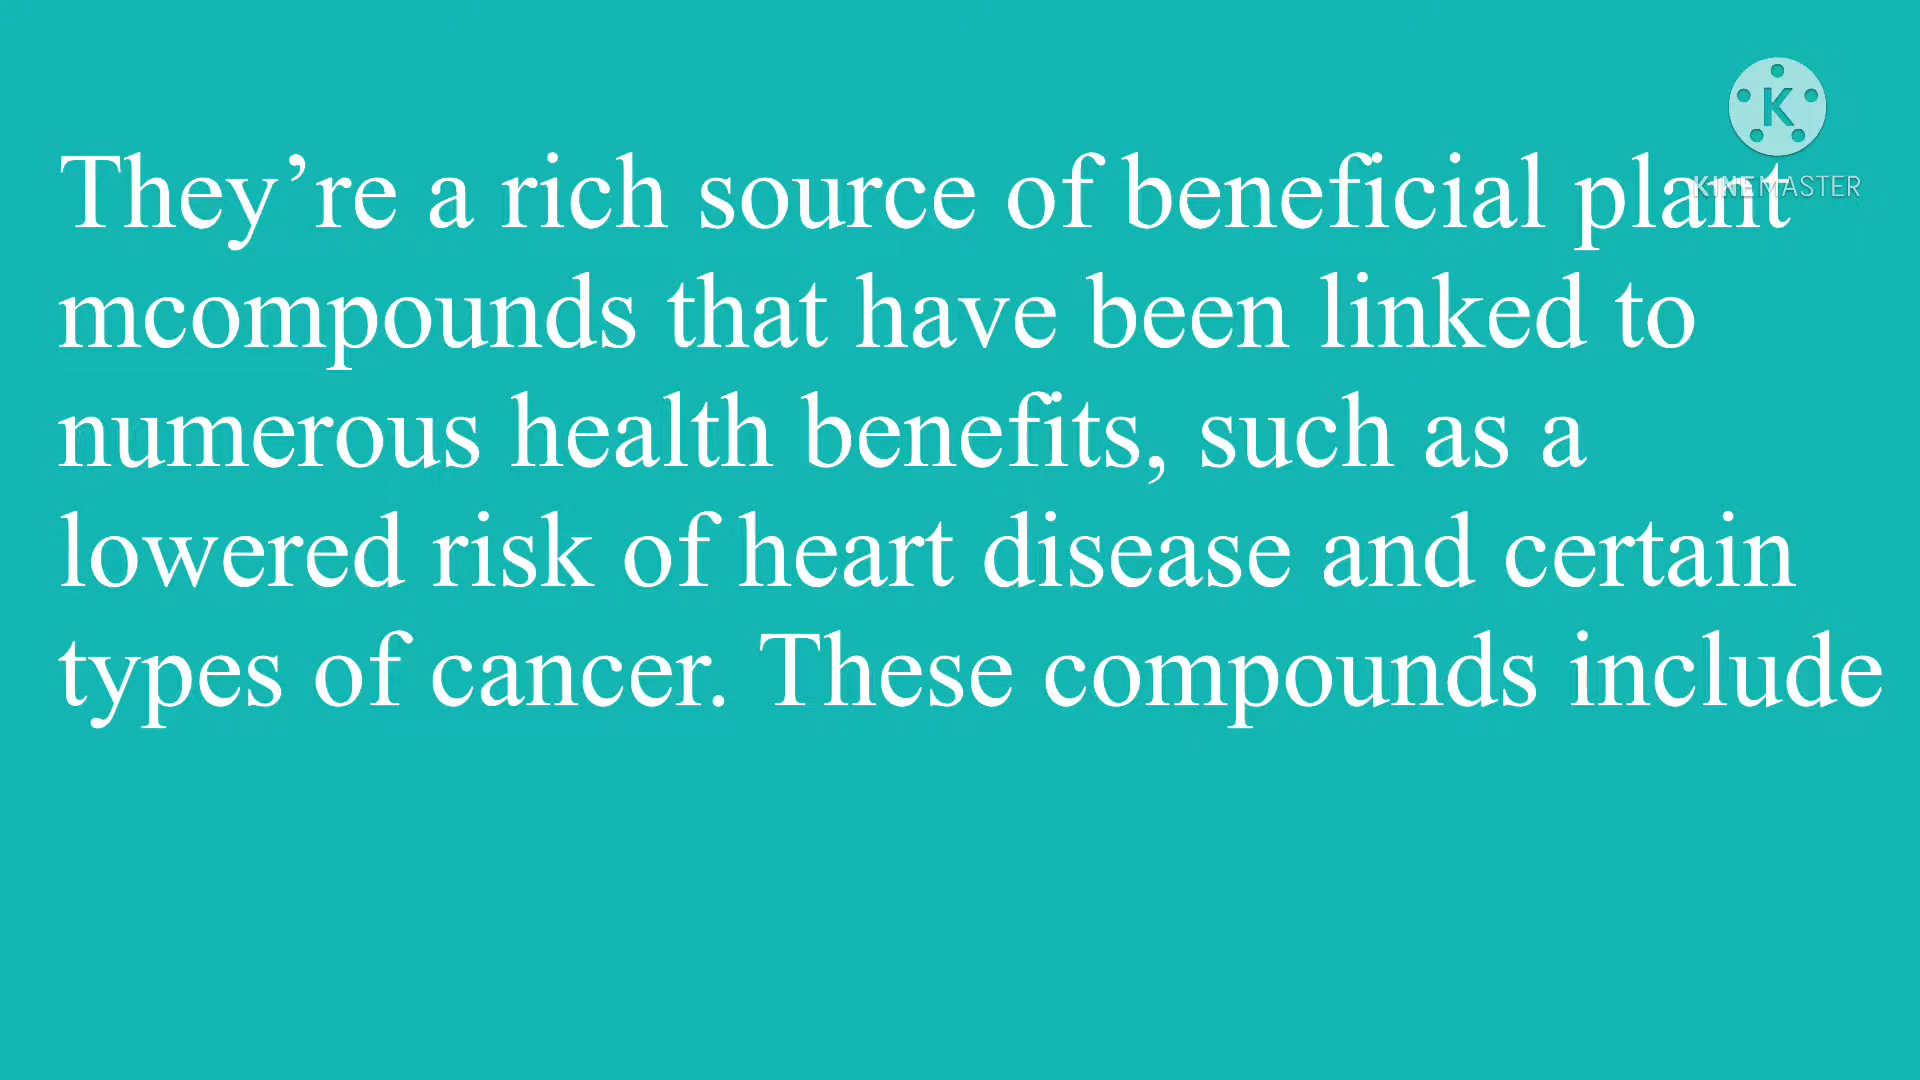 They’re a rich source of beneficial plant
mcompounds that have been linked to
numerous health benefits, such as a
lowered risk of heart disease and certain
types of cancer. These compounds include
K
KINEMASTER